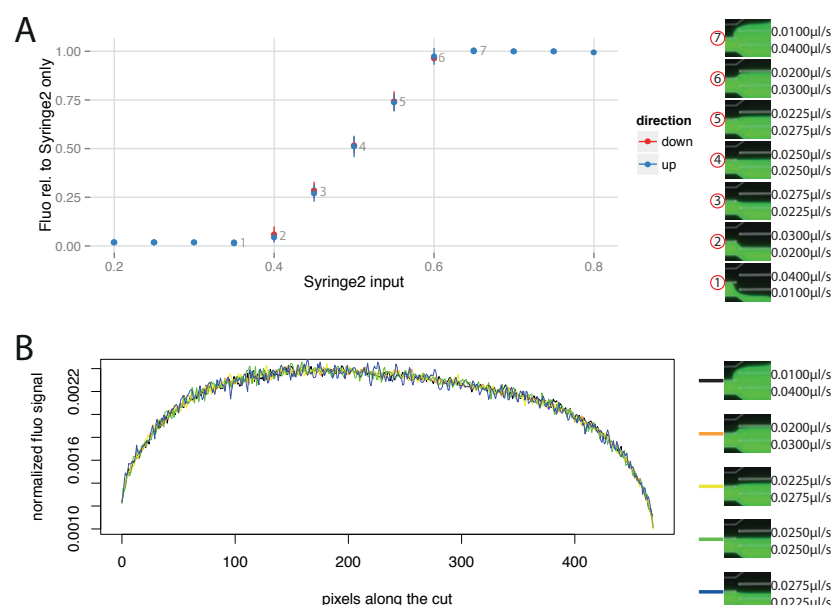 A
Fluo rel. to Syringe2 only
1.00
0.75
0.50
0.25
0.00
0.2
0.4
0.6
0.8
Syringe2 input
1
2
3
4
5
6
7
direction
down
up
7
0.0100µl/s
0.0400µl/s
6
0.0200µl/s
0.0300µl/s
5
0.0225µl/s
0.0275µl/s
4
0.0250µl/s
0.0250µl/s
3
0.0275µl/s
0.0225µl/s
2
0.0300µl/s
0.0200µl/s
1
0.0400µl/s
0.0100µl/s
B
normalized fluo signal
0.0022
0.0016
0.0010
0
100
200
300
400
pixels along the cut
0.0100µl/s
0.0400µl/s
0.0200µl/s
0.0300µl/s
0.0225µl/s
0.0275µl/s
0.0250µl/s
0.0250µl/s
0.0275µl/s
0.0225µl/s